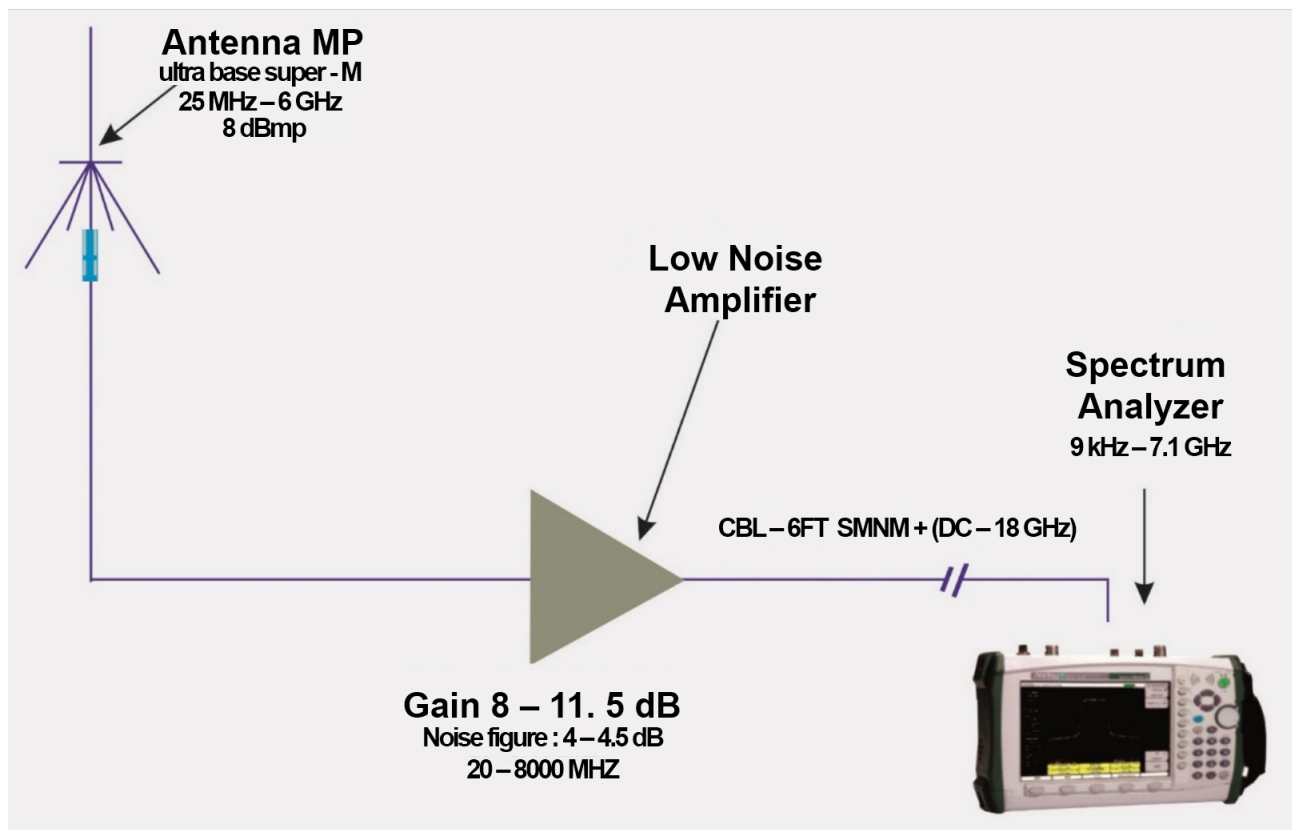 Antenna MP
ultra base super - M
25 MHz – 6 GHz
8 dBmp
Low Noise
Amplifier
Spectrum
Analyzer
9 kHz – 7.1 GHz
CBL – 6FT SMNM + (DC – 18 GHz)
Gain 8 – 11. 5 dB
Noise figure : 4 – 4.5 dB
20 – 8000 MHZ